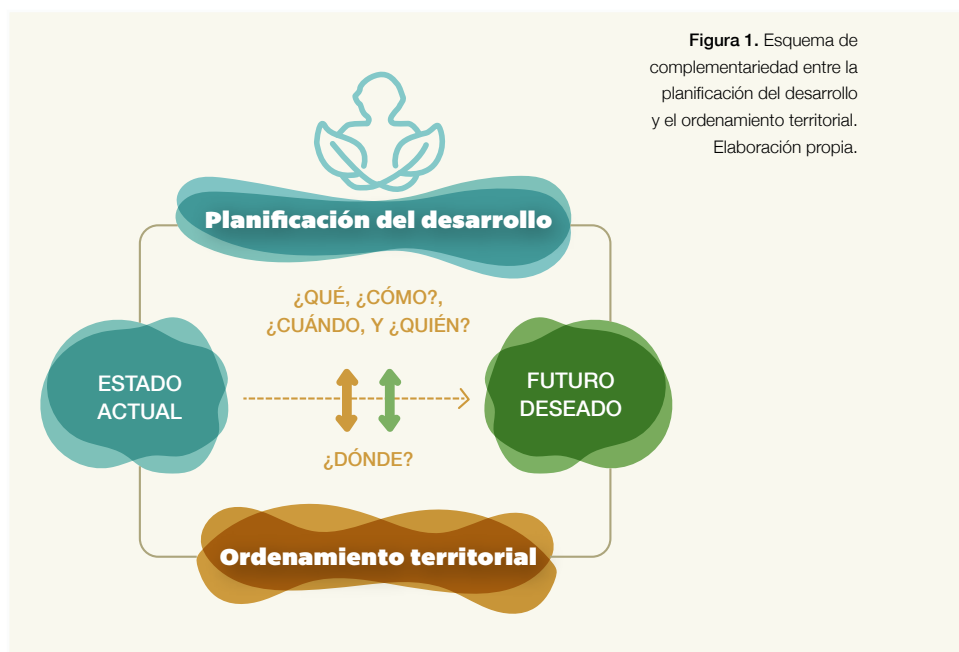 Figura 1. Esquema de
complementariedad entre la
planificación del desarrollo
y el ordenamiento territorial.
Elaboración propia.
Planificación del desarrollo
¿QUÉ, ¿CÓMO?,
¿CUÁNDO, Y ¿QUIÉN?
ESTADO
ACTUAL
FUTURO
DESEADO
¿DÓNDE?
Ordenamiento territorial